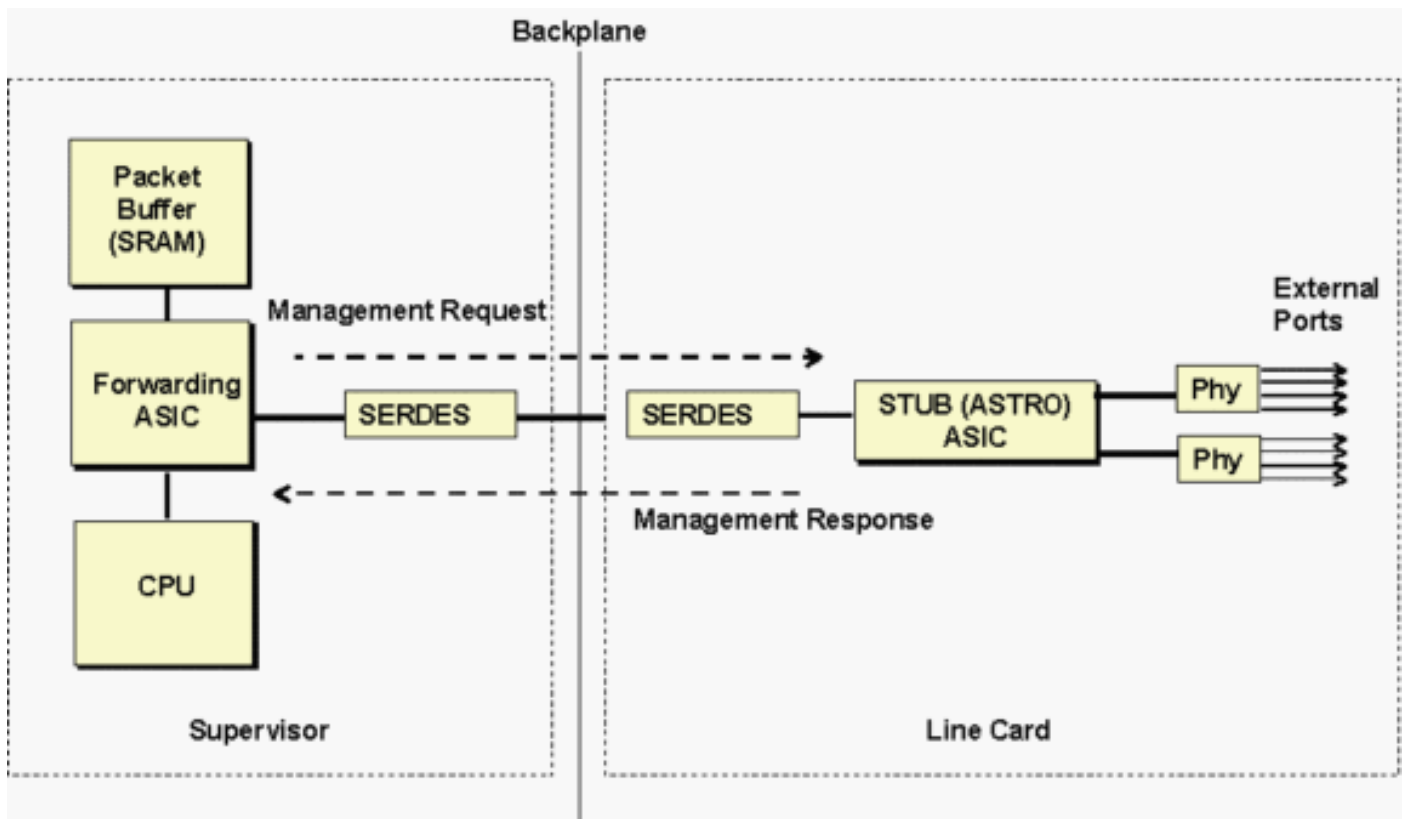 Backplane
Packet
Buffer
(SRAM)
Management Request
External
Ports
Forwarding
ASIC
SERDES
SERDES
STUB (ASTRO)
ASIC
Phy
Phy
Management Response
CPU
Supervisor
Line Card